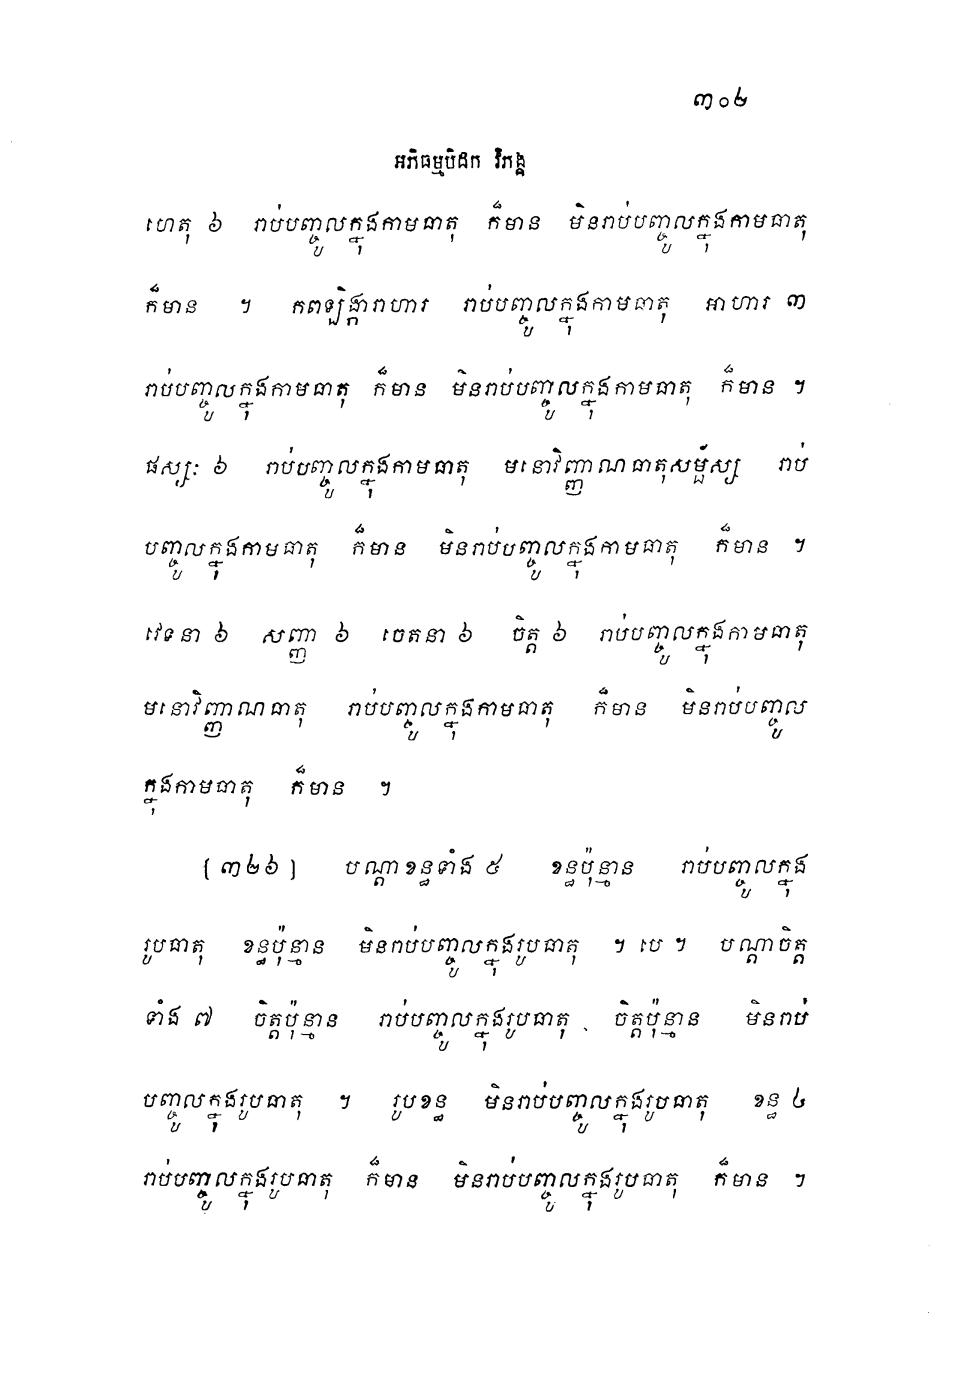 ៣០២
អភិធម្មបិដក វិភង្គ
ហេតុ ៦ រាប់បញ្ចូលក្នុងកាមធាតុ ក៏មាន មិនរាប់បញ្ចូលក្នុងកាមធាតុ
ក៏មាន ។ កពឡិង្ការាហារ រាប់បញ្ចូលក្នុងកាមធាតុ អាហារ ៣
រាប់បញ្ចូលក្នុងកាមធាតុ ក៏មាន មិនរាប់បញ្ចូលក្នុងកាមធាតុ ក៏មាន ។
ផស្សៈ ៦ រាប់បញ្ចូលក្នុងកាមធាតុ មនោវិញ្ញាណធាតុសម្ផ័ស្ស រាប់
បញ្ចូលក្នុងកាមធាតុ ក៏មាន មិនរាប់បញ្ចូលក្នុងកាមធាតុ ក៏មាន ។
វេទនា ៦ សញ្ញា ៦ ចេតនា ៦ ចិត្ត ៦ រាប់បញ្ចូលក្នុងកាមធាតុ
មនោវិញ្ញាណធាតុ រាប់បញ្ចូលក្នុងកាមធាតុ ក៏មាន មិនរាប់បញ្ចូល
ក្នុងកាមធាតុ ក៏មាន ។
[៣២៦] បណ្តាខន្ធទាំង ៥ ខន្ធប៉ុន្មាន រាប់បញ្ចូលក្នុង
រូបធាតុ ខន្ធប៉ុន្មាន មិនរាប់បញ្ចូលក្នុងរូបធាតុ ។ បេ ។ បណ្តាចិត្ត
ទាំង ៧ ចិត្តប៉ុន្មាន រាប់បញ្ចូលក្នុងរូបធាតុ ចិត្តប៉ុន្មាន មិនរាប់
បញ្ចូលក្នុងរូបធាតុ ។ រូបខន្ធ មិនរាប់បញ្ចូលក្នុងរូបធាតុ ខន្ធ ៤
រាប់បញ្ចូលក្នុងរូបធាតុ ក៏មាន មិនរាប់បញ្ចូលក្នុងរូបធាតុ ក៏មាន ។